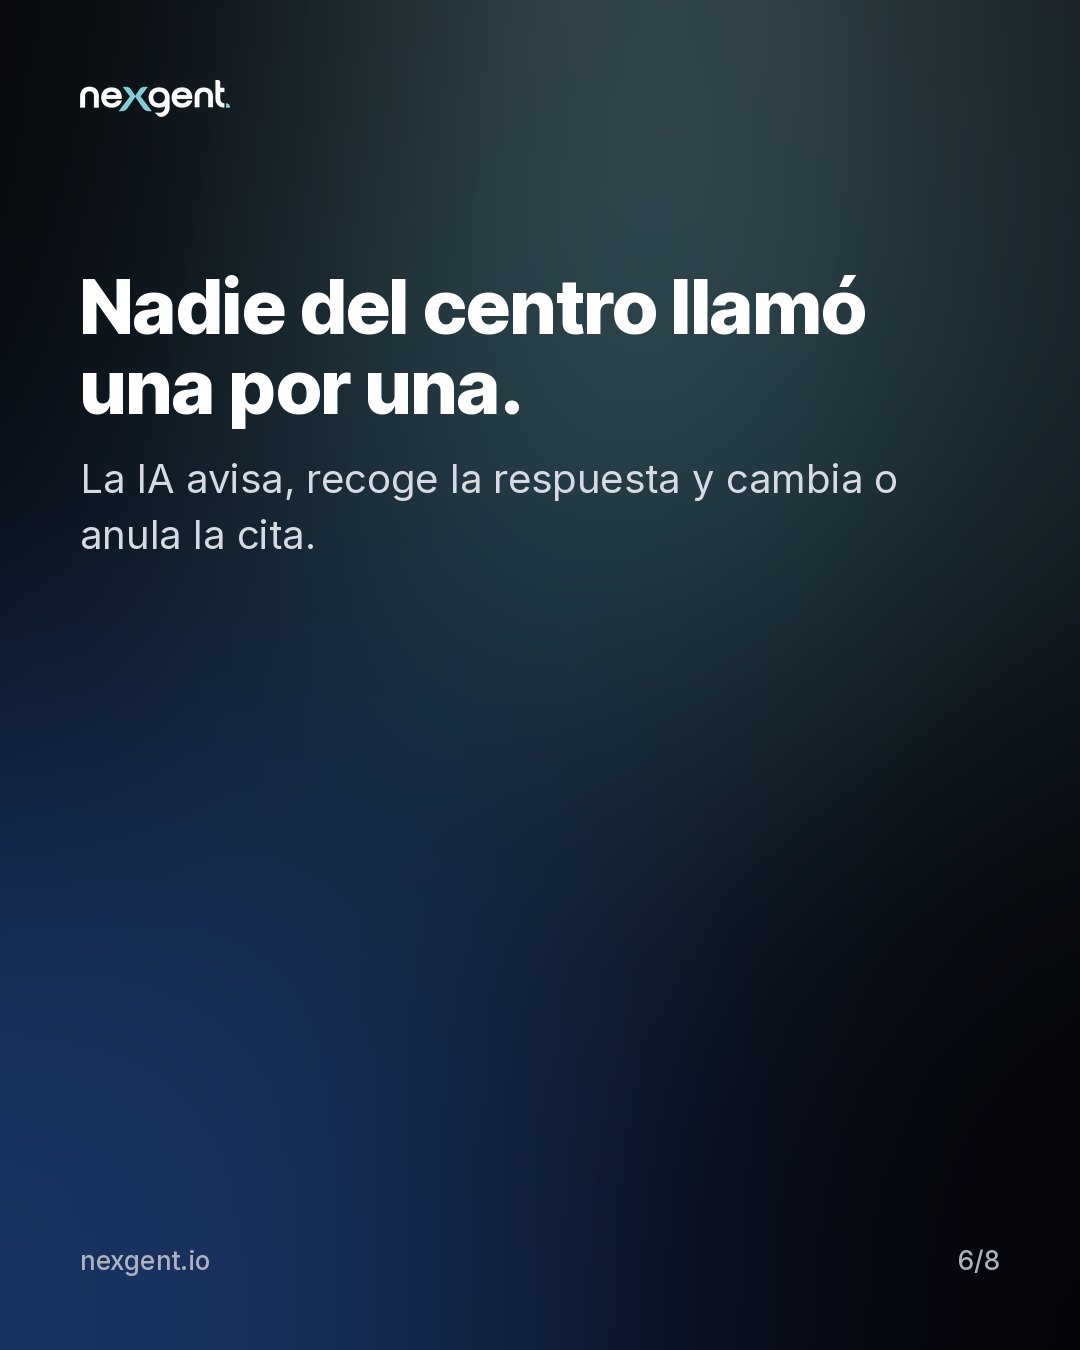 nexgent.
Nadie del centro llamó
una por una.
La IA avisa, recoge la respuesta y cambia o
anula la cita.
nexgent.io
6/8